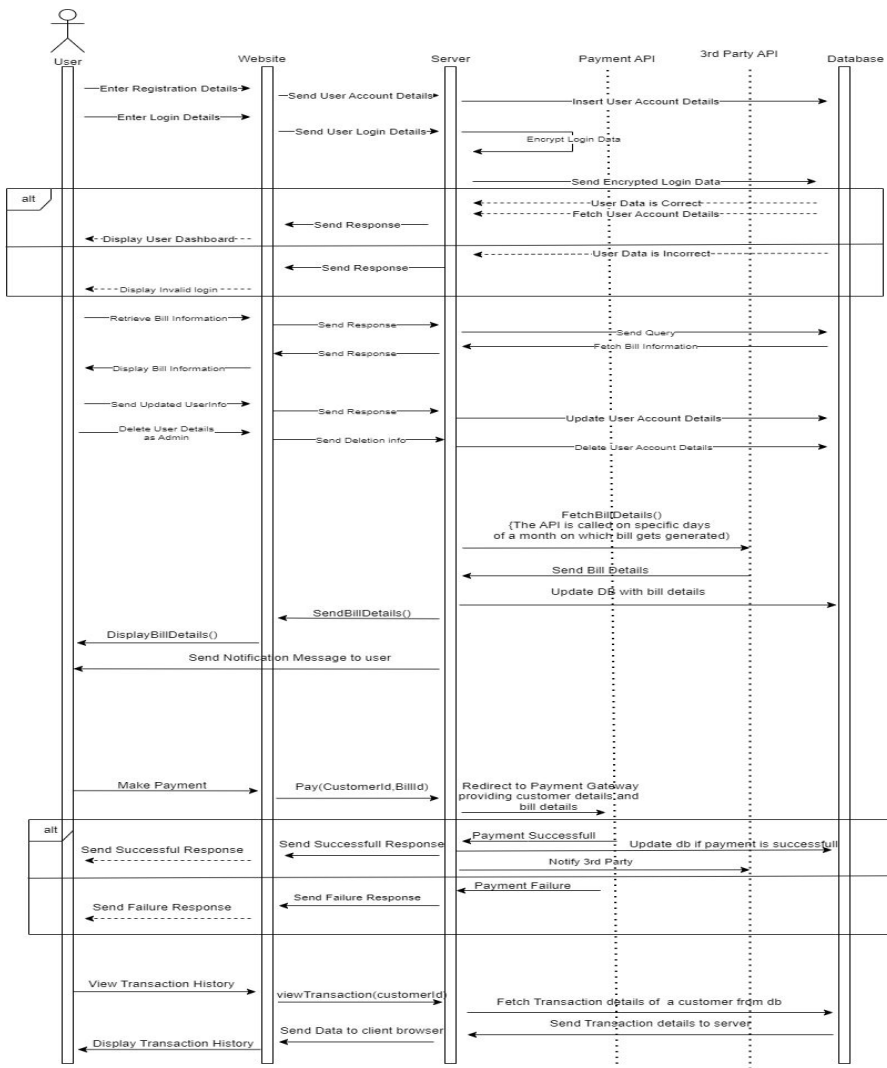 User
Website
Server
Payment API
3rd Party API
Database
Enter Registration Details
Send User Account Details
Insert User Account Details
Enter Login Details
Send User Login Details
Encrypt Login Data
Send Encrypted Login Data
alt
User Data is Correct
Fetch User Account Details
Send Response
Display User Dashboard
User Data is Incorrect
Send Response
Display Invalid login
Retrieve Bill Information
Send Response
Send Query
Send Response
Fetch Bill Information
Display Bill Information
Send Updated UserInfo
Send Response
Update User Account Details
Delete User Details
as Admin
Send Deletion info
Delete User Account Details
FetchBillDetails()
(The API is called on specific days
of a month on which bill gets generated)
Send Bill Details
Update DB with bill details
SendBillDetails()
DisplayBillDetails()
Send Notification Message to user
Make Payment
Pay(CustomerId,BillId)
Redirect to Payment Gateway
providing customer details and
bill details
alt
Payment Successfull
Send Successful Response
Send Successfull Response
Update db if payment is successfull
Notify 3rd Party
Payment Failure
Send Failure Response
Send Failure Response
View Transaction History
viewTransaction(customerId)
Fetch Transaction details of a customer from db
Send Transaction details to server
Send Data to client browser
Display Transaction History